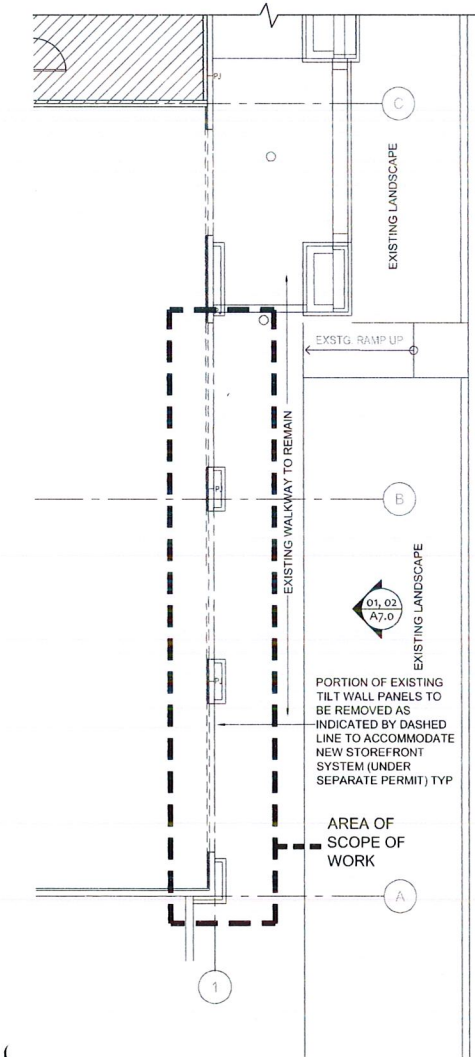 PJ
C
EXISTING LANDSCAPE
EXSTG. RAMP UP
EXISTING WALKWAY TO REMAIN
PJ
B
01, 02
A7.0
EXISTING LANDSCAPE
PJ
PORTION OF EXISTING
TILT WALL PANELS TO
BE REMOVED AS
INDICATED BY DASHED
LINE TO ACCOMMODATE
NEW STOREFRONT
SYSTEM (UNDER
SEPARATE PERMIT) TYP
AREA OF
SCOPE OF
WORK
A
1